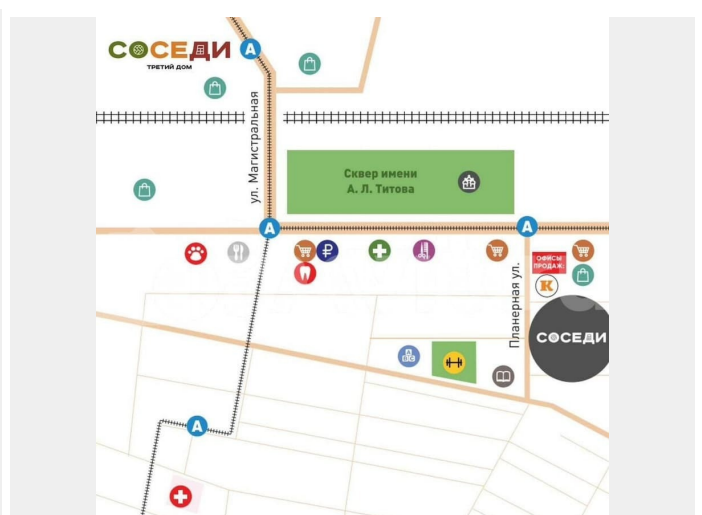 СОСЕДИ
ТРЕТИЙ ДОМ
А
ул. Магистральная
Сквер имени
А. Л. Титова
А
А
₽
ОФИСЫ
ПРОДАЖ
К
Планерная ул.
СОСЕДИ
А